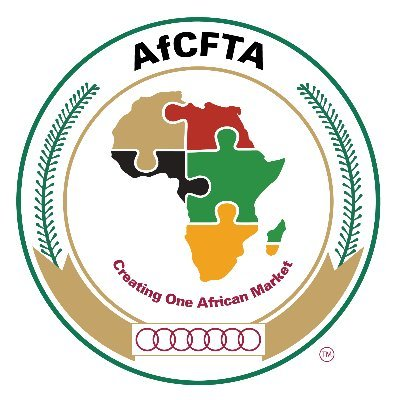 AfCFTA
Creating One African Market
TM